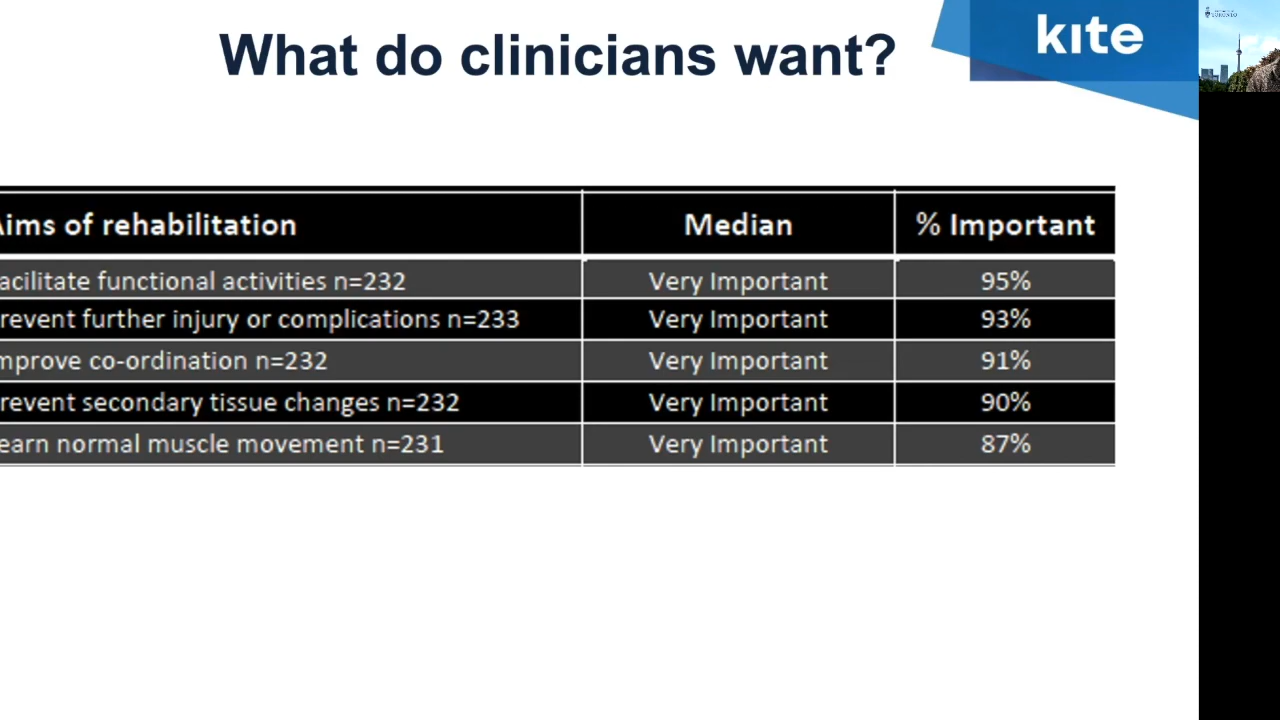 What do clinicians want?
kite
TORONTO
Aims of rehabilitation Median % Important
acilitate functional activities n=232 Very Important 95%
revent further injury or complications n=233 Very Important 93%
mprove co-ordination n=232 Very Important 91%
revent secondary tissue changes n=232 Very Important 90%
earn normal muscle movement n=231 Very Important 87%